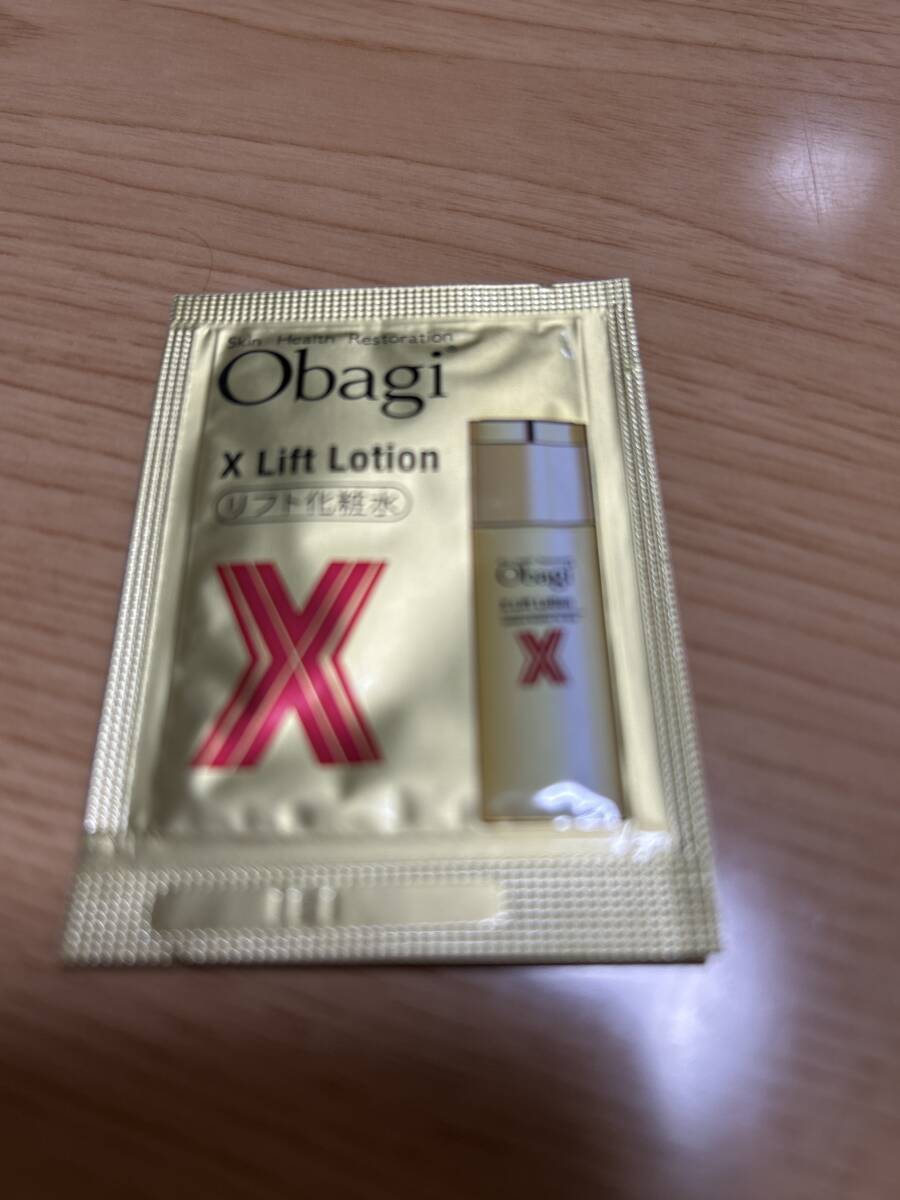 Skin Health Restoration
Obagi
X Lift Lotion
リフト化粧水
X
Obagi
X